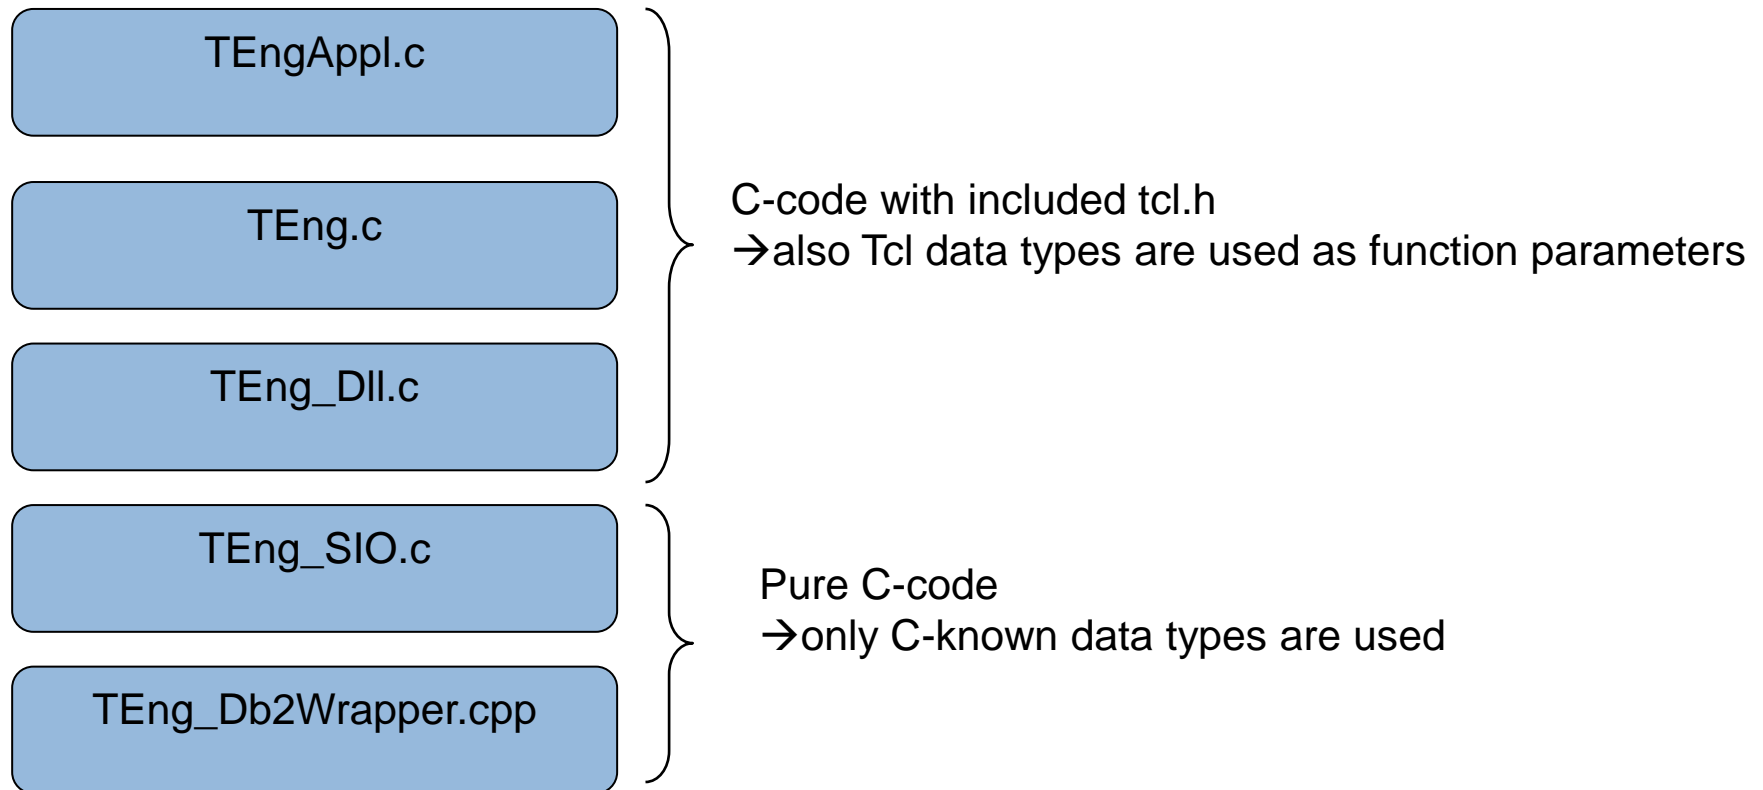 TEngAppl.c
TEng.c
C-code with included tcl.h
→also Tcl data types are used as function parameters
TEng_Dll.c
TEng_SIO.c
Pure C-code
→only C-known data types are used
TEng_Db2Wrapper.cpp